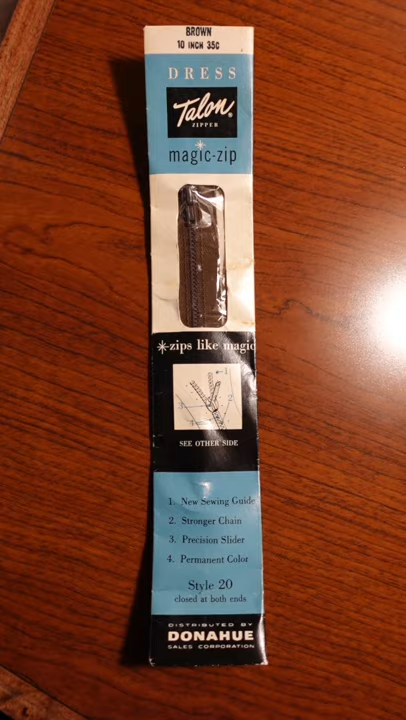 BROWN
10 INCH 35¢
DRESS
Talon®
ZIPPER
magic-zip
zips like magic
SEE OTHER SIDE
1. New Sewing Guide
2. Stronger Chain
3. Precision Slider
4. Permanent Color
Style 20
closed at both ends
DISTRIBUTED BY
DONAHUE
SALES CORPORATION